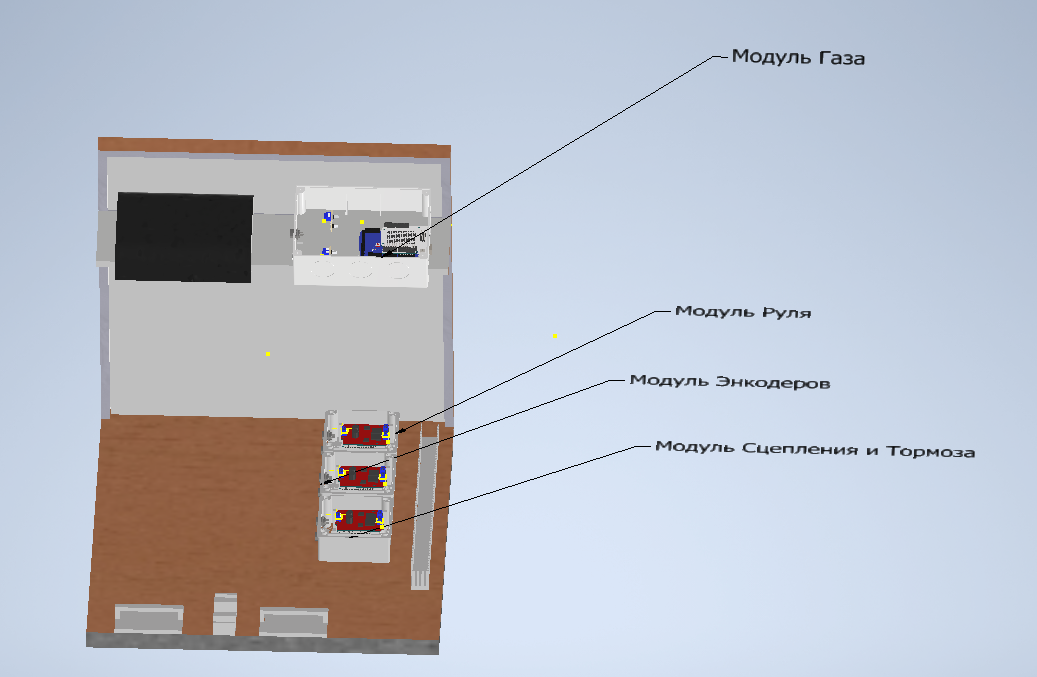 Модуль Газа
Модуль Руля
Модуль Энкодеров
Модуль Сцепления и Тормоза